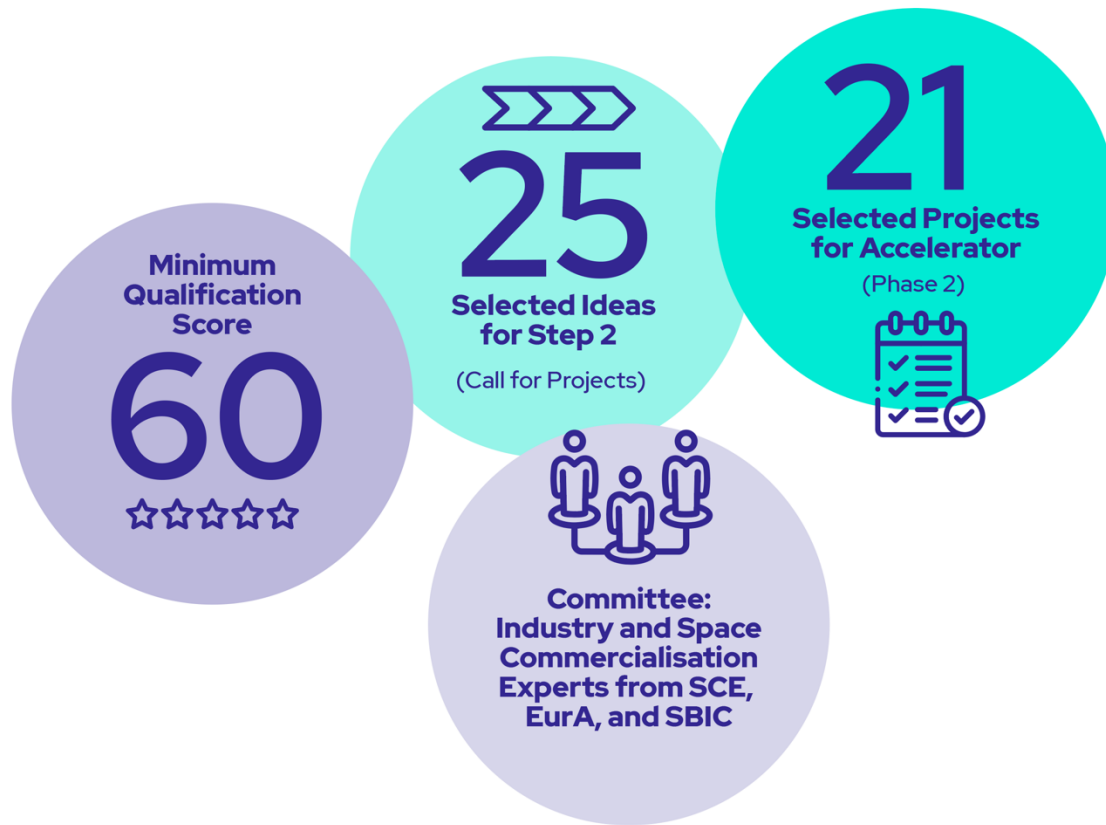 Minimum
Qualification
Score
60
25
Selected Ideas
for Step 2
(Call for Projects)
21
Selected Projects
for Accelerator
(Phase 2)
Committee:
Industry and Space
Commercialisation
Experts from SCE,
EurA, and SBIC